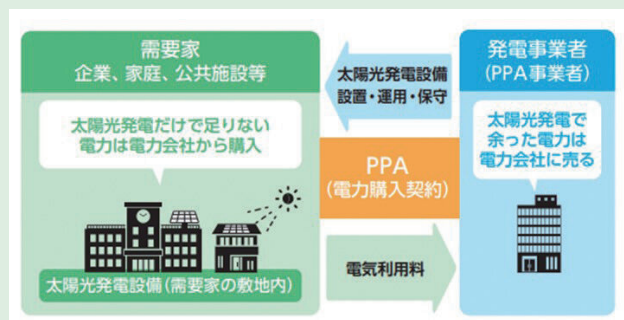 需要家
企業、家庭、公共施設等
太陽光発電だけで足りない
電力は電力会社から購入
太陽光発電設備(需要家の敷地内)
太陽光発電設備
設置・運用・保守
PPA
(電力購入契約)
電気利用料
発電事業者
(PPA事業者)
太陽光発電で
余った電力は
電力会社に売る